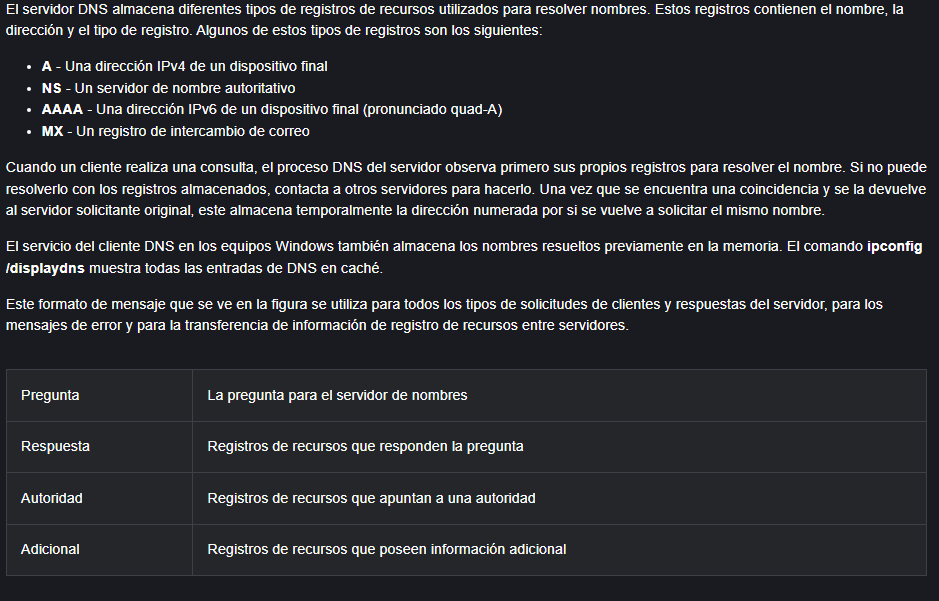 El servidor DNS almacena diferentes tipos de registros de recursos utilizados para resolver nombres. Estos registros contienen el nombre, la
dirección y el tipo de registro. Algunos de estos tipos de registros son los siguientes:
• A - Una dirección IPv4 de un dispositivo final
• NS - Un servidor de nombre autoritativo
• AAAA - Una dirección IPv6 de un dispositivo final (pronunciado quad-A)
• MX - Un registro de intercambio de correo
Cuando un cliente realiza una consulta, el proceso DNS del servidor observa primero sus propios registros para resolver el nombre. Si no puede
resolverlo con los registros almacenados, contacta a otros servidores para hacerlo. Una vez que se encuentra una coincidencia y se la devuelve
al servidor solicitante original, este almacena temporalmente la dirección numerada por si se vuelve a solicitar el mismo nombre.
El servicio del cliente DNS en los equipos Windows también almacena los nombres resueltos previamente en la memoria. El comando ipconfig
/displaydns muestra todas las entradas de DNS en caché.
Este formato de mensaje que se ve en la figura se utiliza para todos los tipos de solicitudes de clientes y respuestas del servidor, para los
mensajes de error y para la transferencia de información de registro de recursos entre servidores.
Pregunta La pregunta para el servidor de nombres
Respuesta Registros de recursos que responden la pregunta
Autoridad Registros de recursos que apuntan a una autoridad
Adicional Registros de recursos que poseen información adicional